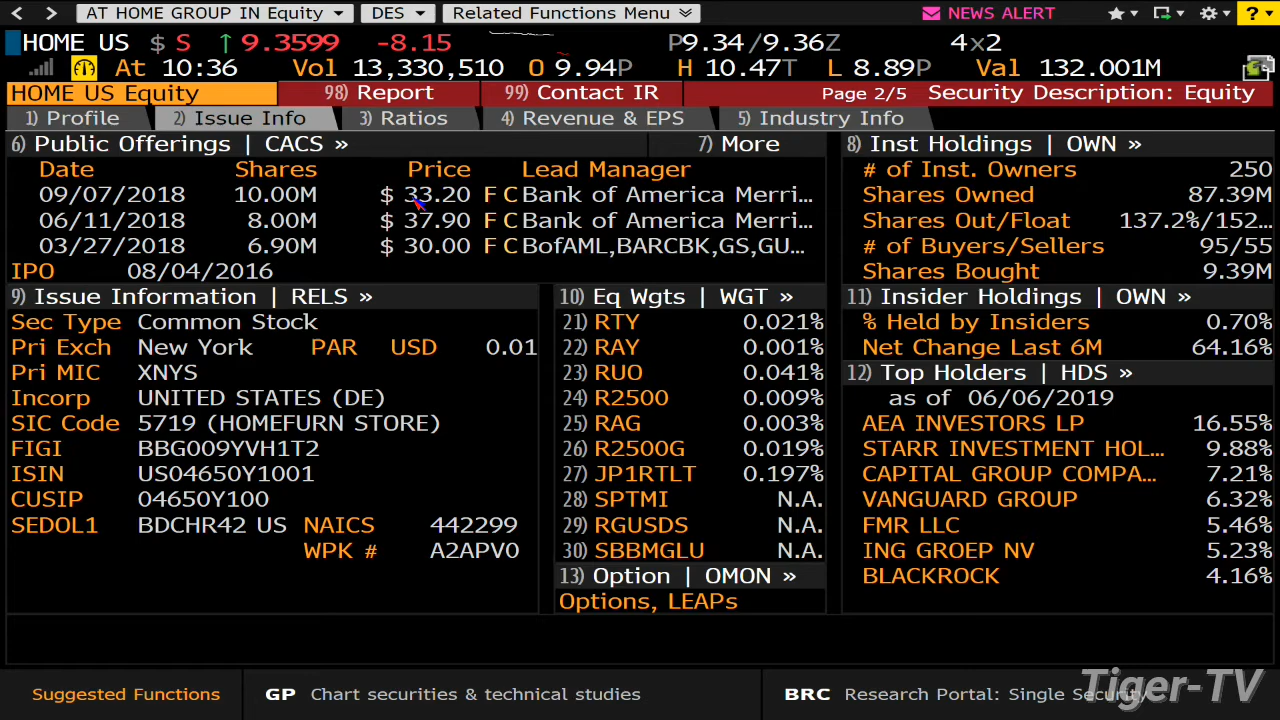 AT HOME GROUP IN Equity DES Related Functions Menu NEWS ALERT ?
HOME US $ S ↑ 9.3599 -8.15 P9.34/9.36Z 4x2
At 10:36 Vol 13,330,510 O 9.94P H 10.47T L 8.89P Val 132.001M
HOME US Equity 98) Report 99) Contact IR Page 2/5 Security Description: Equity
1) Profile 2) Issue Info 3) Ratios 4) Revenue & EPS 5) Industry Info
6) Public Offerings | CACS » 7) More
Date Shares Price Lead Manager
09/07/2018 10.00M $ 33.20 F C Bank of America Merri...
06/11/2018 8.00M $ 37.90 F C Bank of America Merri...
03/27/2018 6.90M $ 30.00 F C BofAML,BARCBK,GS,GU...
IPO 08/04/2016
8) Inst Holdings | OWN »
# of Inst. Owners 250
Shares Owned 87.39M
Shares Out/Float 137.2%/152...
# of Buyers/Sellers 95/55
Shares Bought 9.39M
9) Issue Information | RELS »
Sec Type Common Stock
Pri Exch New York PAR USD 0.01
Pri MIC XNYS
Incorp UNITED STATES (DE)
SIC Code 5719 (HOMEFURN STORE)
FIGI BBG009YVH1T2
ISIN US04650Y1001
CUSIP 04650Y100
SEDOL1 BDCHR42 US NAICS 442299
WPK # A2APV0
10) Eq Wgts | WGT »
21) RTY 0.021%
22) RAY 0.001%
23) RUO 0.041%
24) R2500 0.009%
25) RAG 0.003%
26) R2500G 0.019%
27) JP1RTLT 0.197%
28) SPTMI N.A.
29) RGUSDS N.A.
30) SBBMGLU N.A.
13) Option | OMON »
Options, LEAPs
11) Insider Holdings | OWN »
% Held by Insiders 0.70%
Net Change Last 6M 64.16%
12) Top Holders | HDS »
as of 06/06/2019
AEA INVESTORS LP 16.55%
STARR INVESTMENT HOL... 9.88%
CAPITAL GROUP COMPA... 7.21%
VANGUARD GROUP 6.32%
FMR LLC 5.46%
ING GROEP NV 5.23%
BLACKROCK 4.16%
Suggested Functions GP Chart securities & technical studies BRC Research Portal: Single Security
Tiger-TV